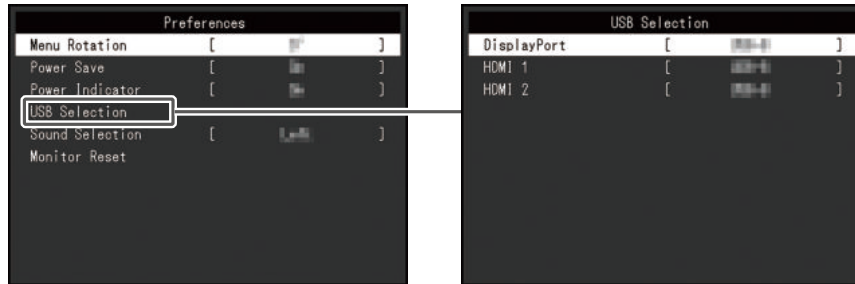 Preferences
Menu Rotation [ ]
Power Save [ ]
Power Indicator [ ]
USB Selection
Sound Selection [ ]
Monitor Reset
USB Selection
DisplayPort [ ]
HDMI 1 [ ]
HDMI 2 [ ]